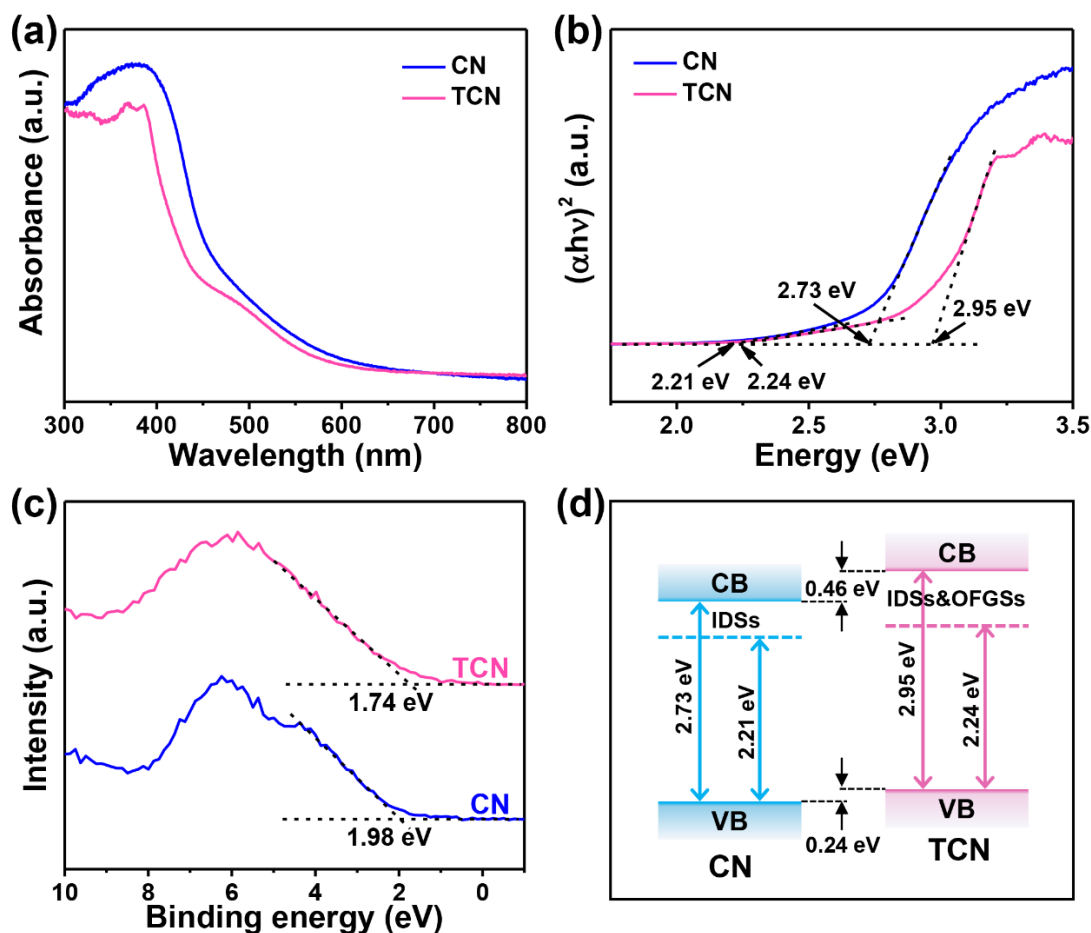 (a)
CN
TCN
Absorbance (a.u.)
300 400 500 600 700 800
Wavelength (nm)
(b)
CN
TCN
(αhν)² (a.u.)
2.73 eV
2.95 eV
2.21 eV
2.24 eV
2.0 2.5 3.0 3.5
Energy (eV)
(c)
TCN
1.74 eV
CN
1.98 eV
Intensity (a.u.)
10 8 6 4 2 0
Binding energy (eV)
(d)
CB
IDSs
2.73 eV
2.21 eV
VB
CN
0.46 eV
0.24 eV
CB
IDSs&OFGSs
2.95 eV
2.24 eV
VB
TCN